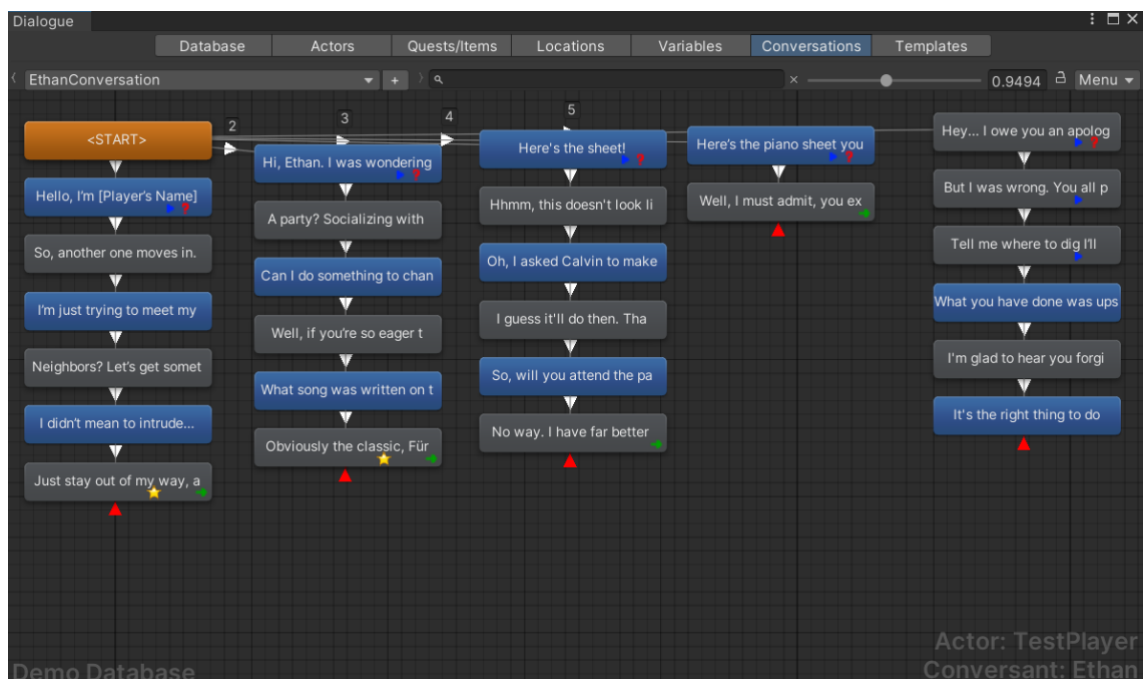 Dialogue
Database Actors Quests/Items Locations Variables Conversations Templates
EthanConversation + 0.9494 Menu
<START>
2
3
4
5
Hello, I'm [Player's Name]
So, another one moves in.
I'm just trying to meet my
Neighbors? Let's get somet
I didn't mean to intrude...
Just stay out of my way, a
Hi, Ethan. I was wondering
A party? Socializing with
Can I do something to chan
Well, if you're so eager t
What song was written on t
Obviously the classic, Für
Here's the sheet!
Hhmm, this doesn't look li
Oh, I asked Calvin to make
I guess it'll do then. Tha
So, will you attend the pa
No way. I have far better
Here's the piano sheet you
Well, I must admit, you ex
Hey... I owe you an apolog
But I was wrong. You all p
Tell me where to dig I'll
What you have done was ups
I'm glad to hear you forgi
It's the right thing to do
Demo Database
Actor: TestPlayer
Conversant: Ethan